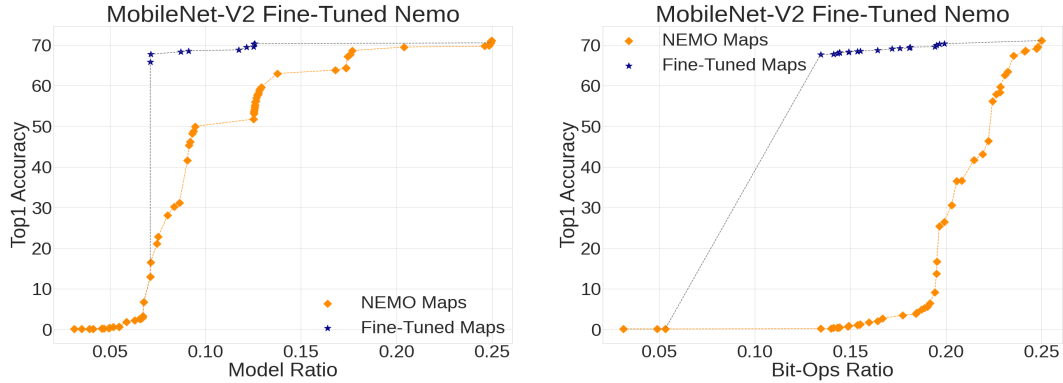 MobileNet-V2 Fine-Tuned Nemo
70
60
50
40
30
20
10
0
Top1 Accuracy
NEMO Maps
Fine-Tuned Maps
0.05
0.10
0.15
0.20
0.25
Model Ratio
MobileNet-V2 Fine-Tuned Nemo
NEMO Maps
Fine-Tuned Maps
70
60
50
40
30
20
10
0
Top1 Accuracy
0.05
0.10
0.15
0.20
0.25
Bit-Ops Ratio